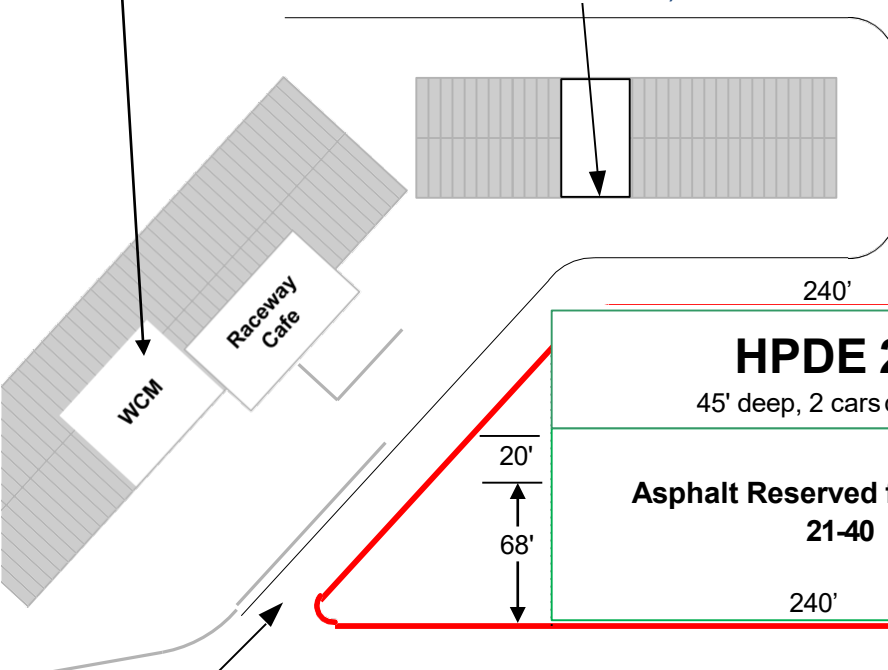 Raceway
Cafe
WCM
240’
HPDE 2
45' deep, 2 cars
20'
Asphalt Reserved
21-40
68'
240’